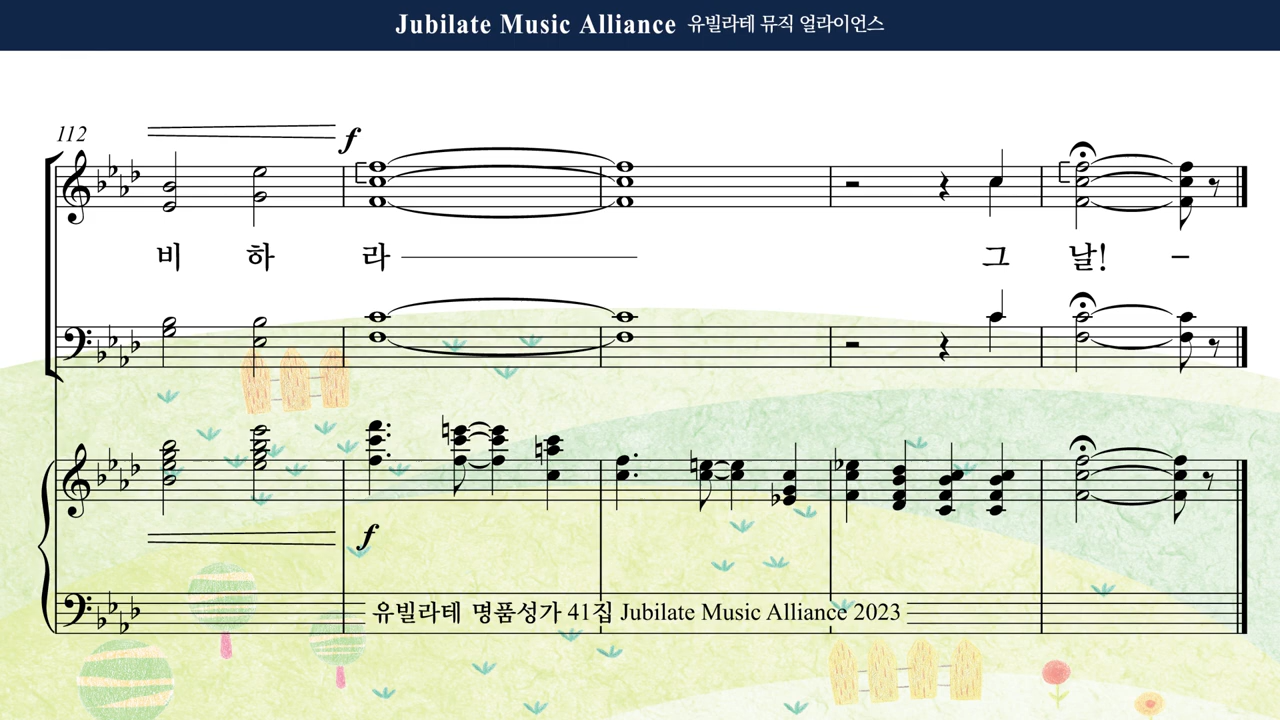 Jubilate Music Alliance 유빌라테 뮤직 얼라이언스
112
f
비 하 라 그 날! –
f
유빌라테 명품성가 41집 Jubilate Music Alliance 2023